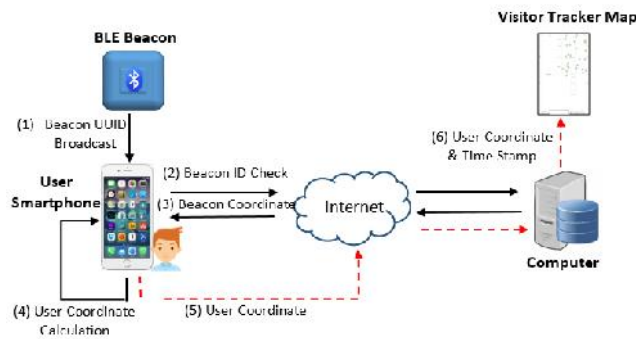 Visitor Tracker Map
BLE Beacon
(1) Beacon UUID
Broadcast
(6) User Coordinate
& Time Stamp
User
Smartphone
(2) Beacon ID Check
(3) Beacon Coordinate
Internet
Computer
(4) User Coordinate
Calculation
(5) User Coordinate